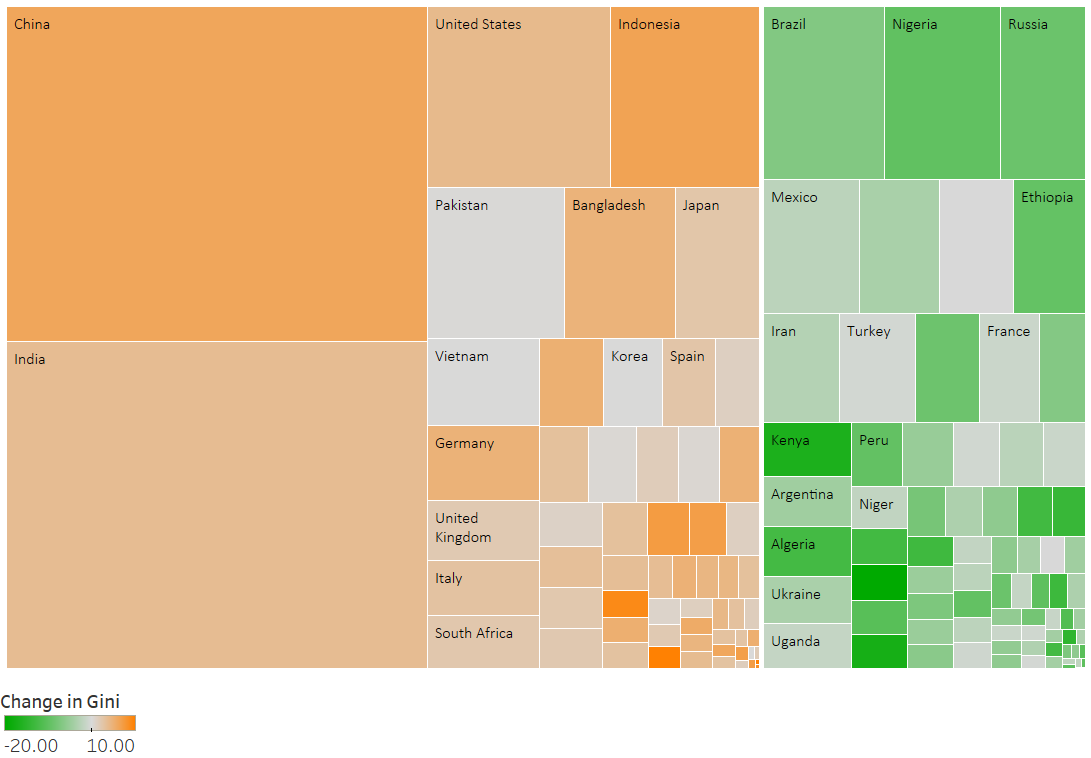 China
United States
Indonesia
Brazil
Nigeria
Russia
Pakistan
Bangladesh
Japan
Mexico
Ethiopia
Iran
Turkey
France
India
Vietnam
Korea
Spain
Germany
Kenya
Peru
Argentina
Niger
United
Kingdom
Algeria
Italy
Ukraine
South Africa
Uganda
Change in Gini
-20.00
10.00